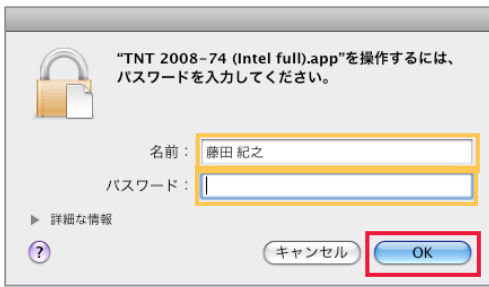 “TNT 2008-74 (Intel full).app”を操作するには、
パスワードを入力してください。
名前：
藤田 紀之
パスワード：
詳細な情報
?
キャンセル
OK